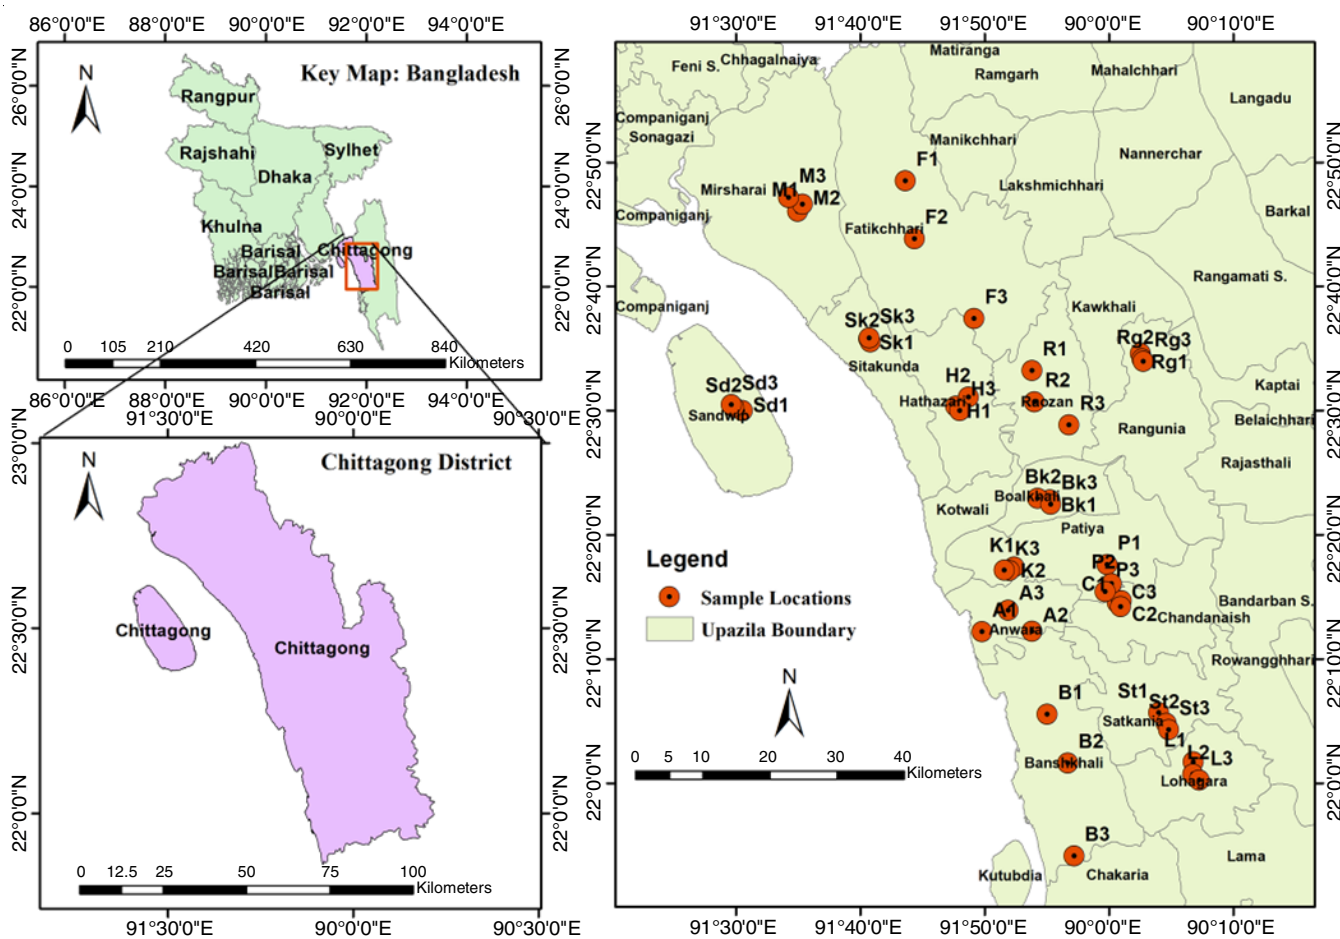 86°0'0"E 88°0'0"E 90°0'0"E 92°0'0"E 94°0'0"E
26°0'0"N 24°0'0"N 22°0'0"N
Key Map: Bangladesh
N
Rangpur
Rajshahi
Sylhet
Dhaka
Khulna
Barisal
Chittagong
Barisal Barisal
Barisal
0 105 210 420 630 840
Kilometers
26°0'0"N 24°0'0"N 22°0'0"N
86°0'0"E 88°0'0"E 90°0'0"E 92°0'0"E 94°0'0"E
91°30'0"E 90°0'0"E 90°30'0"E
23°0'0"N 22°30'0"N 22°0'0"N
Chittagong District
N
Chittagong
Chittagong
0 12.5 25 50 75 100
Kilometers
22°30'0"N 22°0'0"N
91°30'0"E 90°0'0"E 90°30'0"E
91°30'0"E 91°40'0"E 91°50'0"E 90°0'0"E 90°10'0"E
Feni S. Chhagalnaiya
Matiranga
Ramgarh
Mahalchhari
Langadu
Companiganj
Sonagazi
Manikchhari
Nannerchar
Lakshmichhari
Barkal
Mirsharai
M1 M3
M2
F1
Companiganj
Fatikchhari
F2
Rangamati S.
Companiganj
F3
Kawkhali
Sk2 Sk3
Sk1
Sitakunda
R1
Rg2 Rg3
Rg1
Sd2 Sd3
Sd1
Sandwip
H2
H3
Hathazari
H1
R2
Raozan
R3
Kaptai
Rangunia
Belaichhari
Rajasthali
Bk2 Bk3
Boalkhali
Bk1
Kotwali
Patiya
K1 K3
K2
P1
P2
P3
C1
C3
C2
Chandanaish
Bandarban S.
A3
A1
A2
Anwara
Rowangghhari
B1
St1
St2
St3
Satkania
B2
Banshkhali
L1
L2
L3
Lohagara
B3
Chakaria
Lama
Kutubdia
Legend
Sample Locations
Upazila Boundary
N
0 5 10 20 30 40
Kilometers
22°50'0"N 22°40'0"N 22°30'0"N 22°20'0"N 22°10'0"N 22°0'0"N
91°30'0"E 91°40'0"E 91°50'0"E 90°0'0"E 90°10'0"E